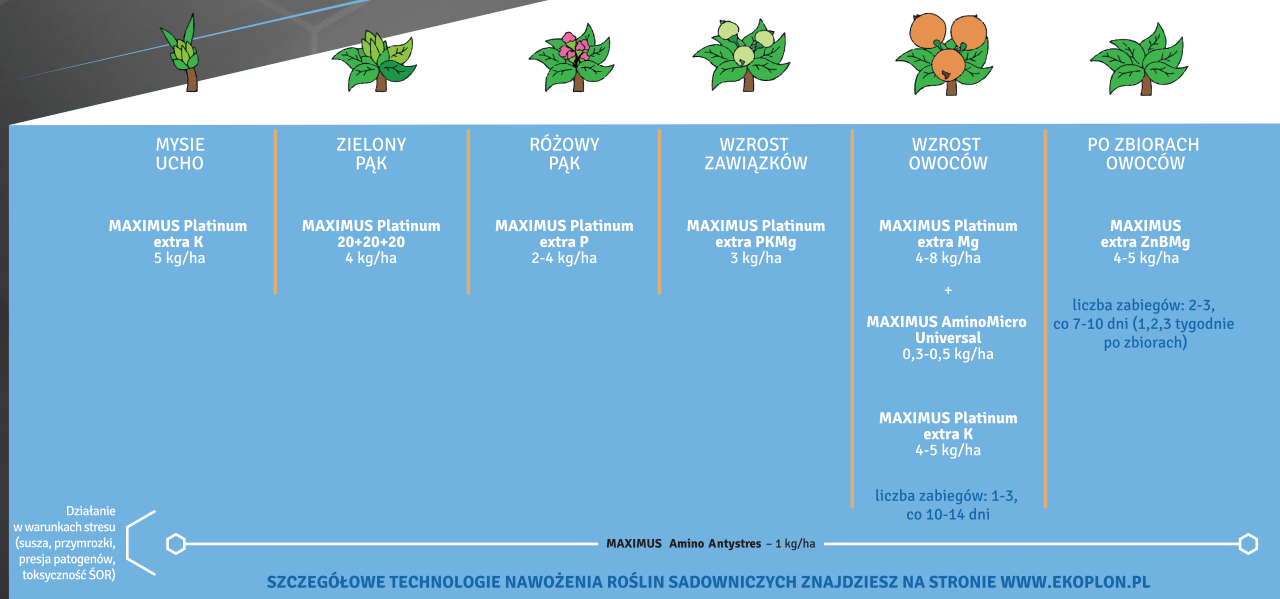 MYSIE
UCHO
ZIELONY
PĄK
RÓŻOWY
PĄK
WZROST
ZAWIĄZKÓW
WZROST
OWOCÓW
PO ZBIORACH
OWOCÓW
MAXIMUS Platinum
extra K
5 kg/ha
MAXIMUS Platinum
20+20+20
4 kg/ha
MAXIMUS Platinum
extra P
2-4 kg/ha
MAXIMUS Platinum
extra PKMg
3 kg/ha
MAXIMUS Platinum
extra Mg
4-8 kg/ha
+
MAXIMUS AminoMicro
Universal
0,3-0,5 kg/ha
MAXIMUS Platinum
extra K
4-5 kg/ha
liczba zabiegów: 1-3,
co 10-14 dni
MAXIMUS
extra ZnBMg
4-5 kg/ha
liczba zabiegów: 2-3,
co 7-10 dni (1,2,3 tygodnie
po zbiorach)
Działanie
w warunkach stresu
(susza, przymrozki,
presja patogenów,
toksyczność ŚOR)
MAXIMUS Amino Antystres – 1 kg/ha
SZCZEGÓŁOWE TECHNOLOGIE NAWOŻENIA ROŚLIN SADOWNICZYCH ZNAJDZIESZ NA STRONIE WWW.EKOPLON.PL